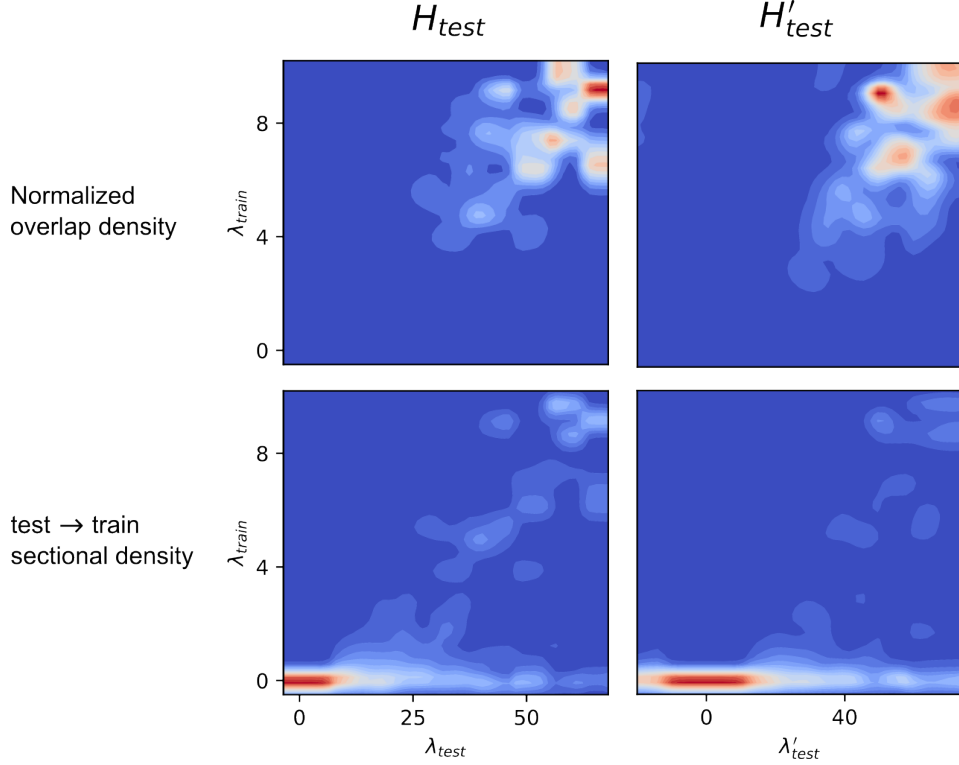 H_test H′_test
Normalized
overlap density
λ_train
8
4
0
test → train
sectional density
λ_train
8
4
0
0 25 50
λ_test
0 40
λ′_test